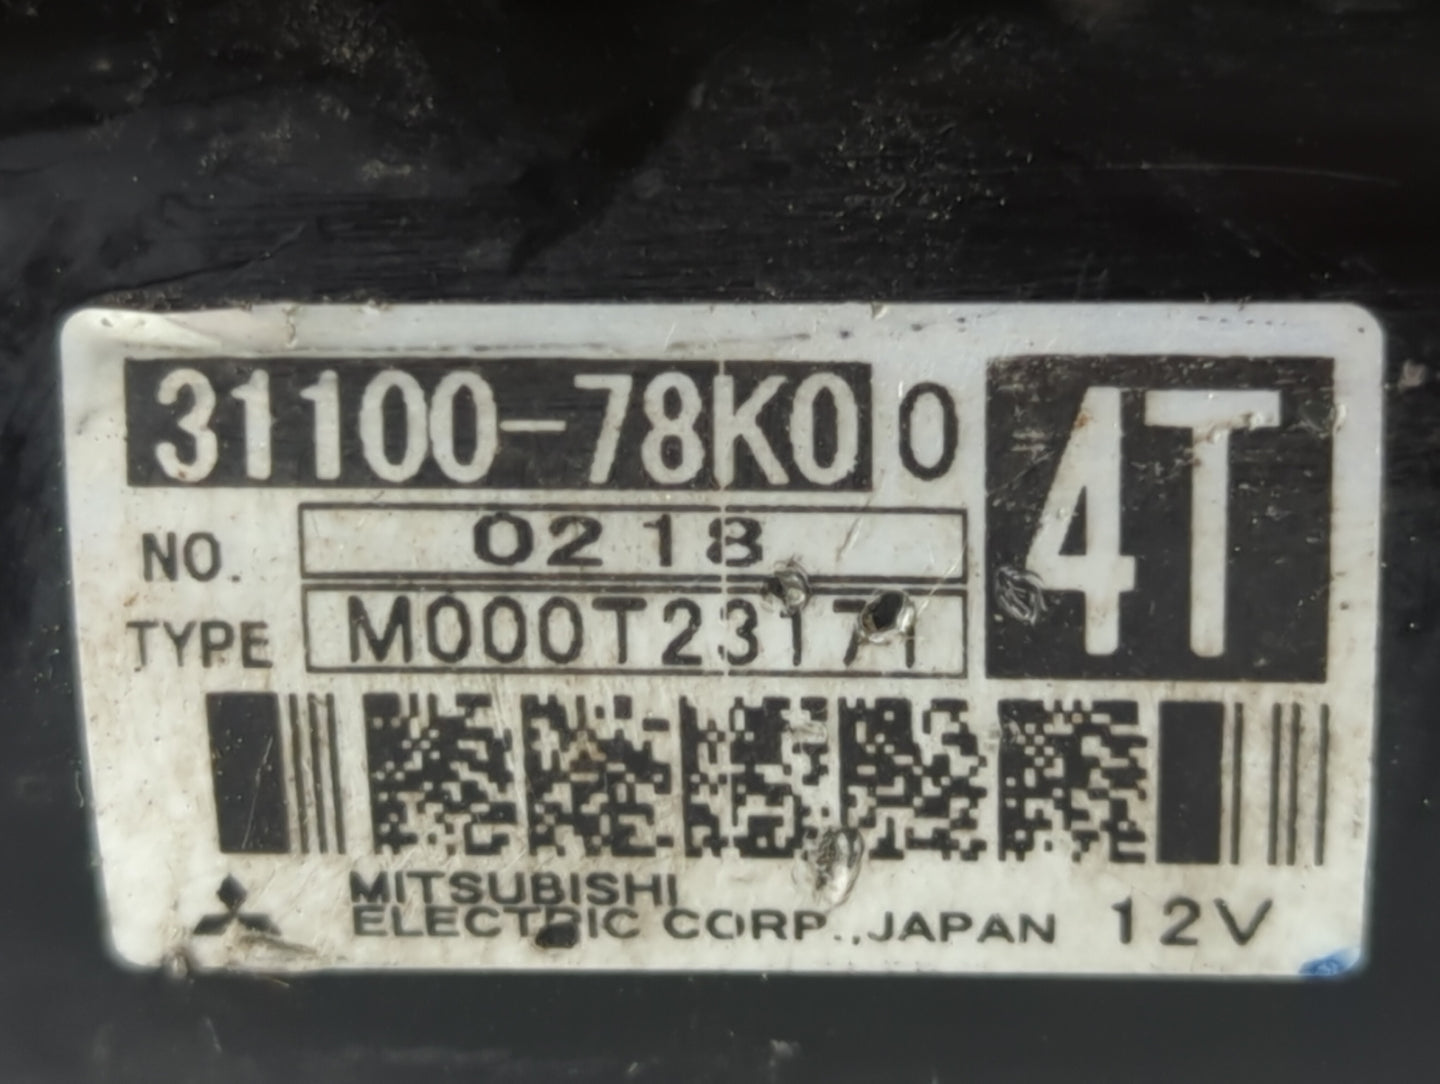 31100-78K00
4T
NO. 0218
TYPE M000T23171
MITSUBISHI
ELECTRIC CORP.,JAPAN 12V